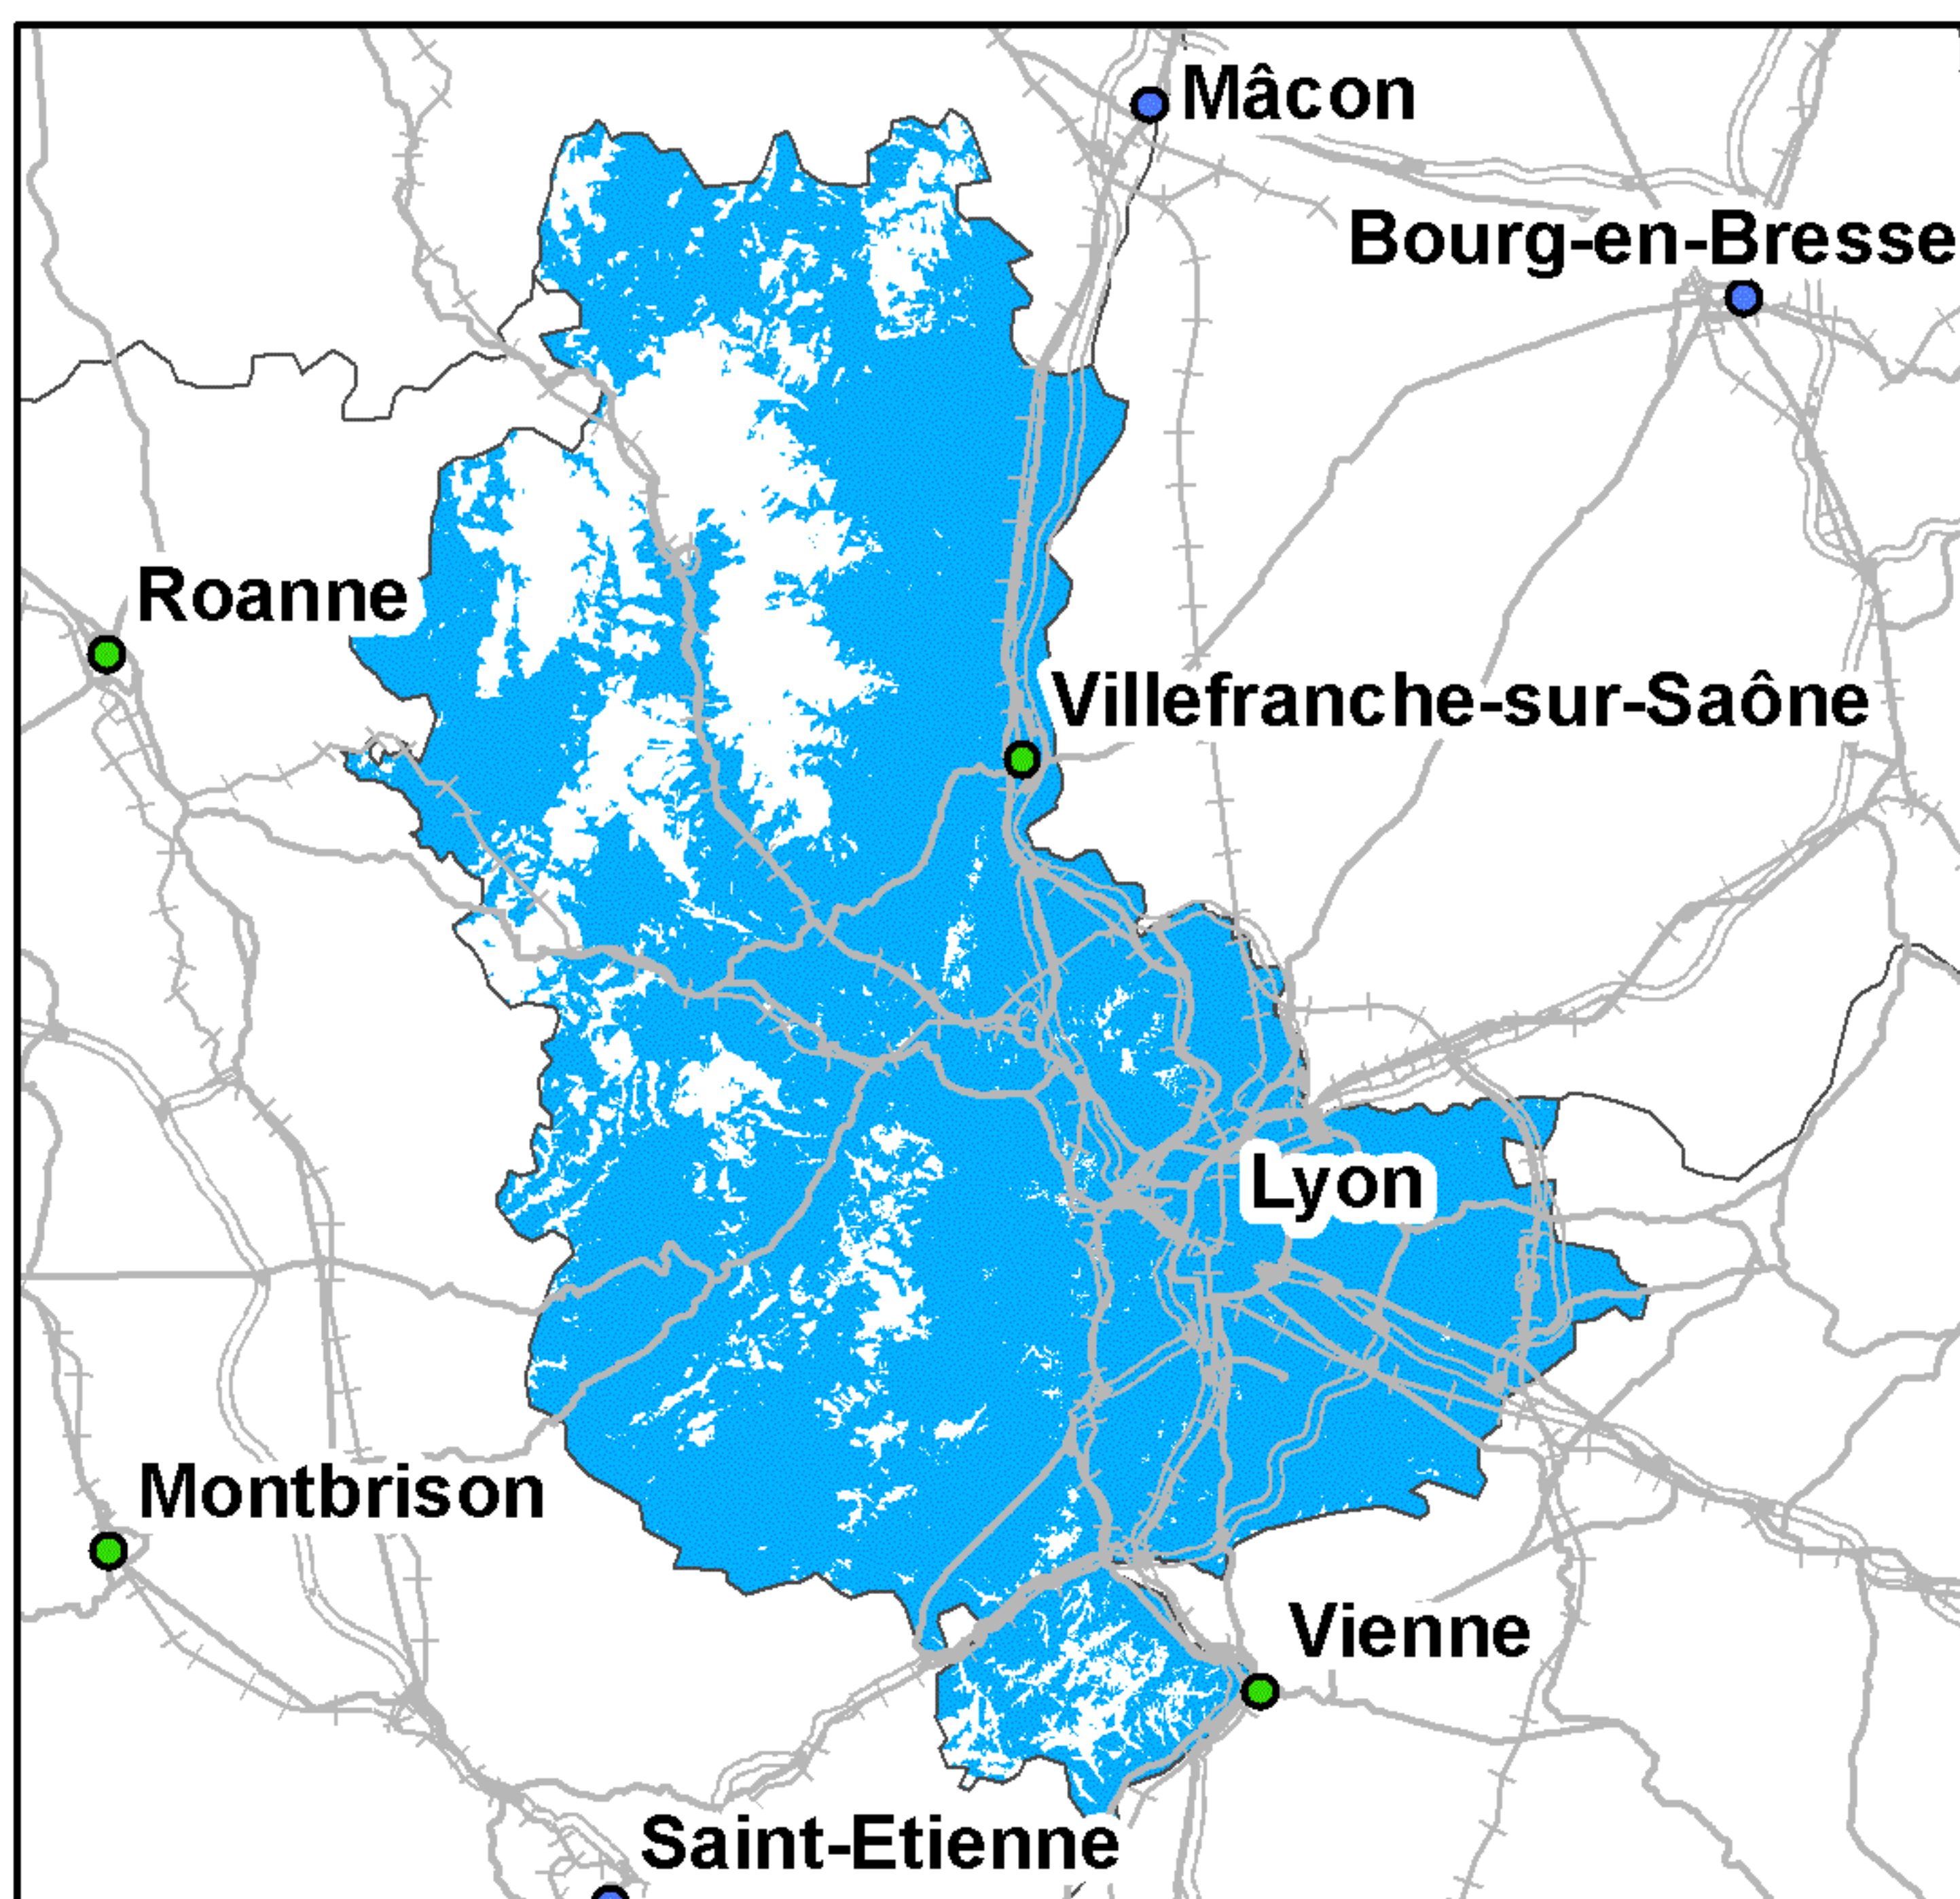 Mâcon
Bourg-en-Bresse
Roanne
Villefranche-sur-Saône
Lyon
Montbrison
Vienne
Saint-Etienne